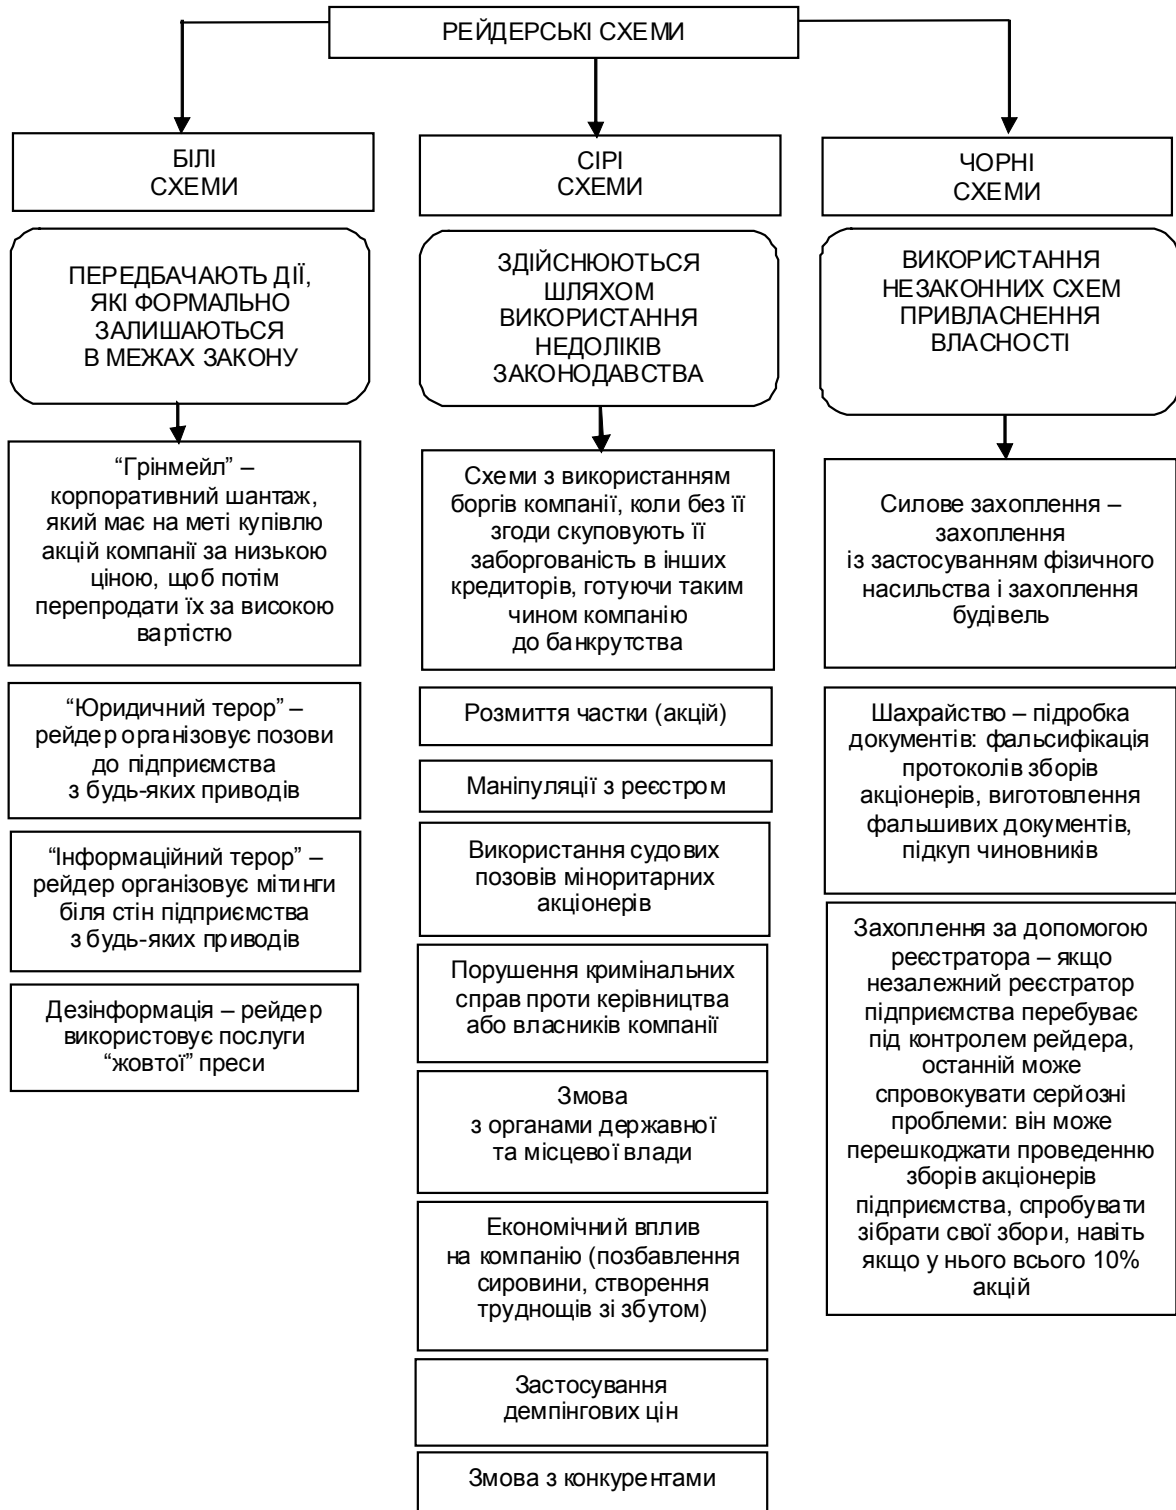 РЕЙДЕРСЬКІ СХЕМИ
БІЛІ
СХЕМИ
ПЕРЕДБАЧАЮТЬ ДІЇ,
ЯКІ ФОРМАЛЬНО
ЗАЛИШАЮТЬСЯ
В МЕЖАХ ЗАКОНУ
“Грінмейл” –
корпоративний шантаж,
який має на меті купівлю
акцій компанії за низькою
ціною, щоб потім
перепродати їх за високою
вартістю
“Юридичний терор” –
рейдер організовує позови
до підприємства
з будь-яких приводів
“Інформаційний терор” –
рейдер організовує мітинги
біля стін підприємства
з будь-яких приводів
Дезінформація – рейдер
використовує послуги
“жовтої” преси
СІРІ
СХЕМИ
ЗДІЙСНЮЮТЬСЯ
ШЛЯХОМ
ВИКОРИСТАННЯ
НЕДОЛІКІВ
ЗАКОНОДАВСТВА
Схеми з використанням
боргів компанії, коли без її
згоди скуповують її
заборгованість в інших
кредиторів, готуючи таким
чином компанію
до банкрутства
Розмиття частки (акцій)
Маніпуляції з реєстром
Використання судових
позовів міноритарних
акціонерів
Порушення кримінальних
справ проти керівництва
або власників компанії
Змова
з органами державної
та місцевої влади
Економічний вплив
на компанію (позбавлення
сировини, створення
труднощів зі збутом)
Застосування
демпінгових цін
Змова з конкурентами
ЧОРНІ
СХЕМИ
ВИКОРИСТАННЯ
НЕЗАКОННИХ СХЕМ
ПРИВЛАСНЕННЯ
ВЛАСНОСТІ
Силове захоплення –
захоплення
із застосуванням фізичного
насильства і захоплення
будівель
Шахрайство – підробка
документів: фальсифікація
протоколів зборів
акціонерів, виготовлення
фальшивих документів,
підкуп чиновників
Захоплення за допомогою
реєстратора – якщо
незалежний реєстратор
підприємства перебуває
під контролем рейдера,
останній може
спровокувати серйозні
проблеми: він може
перешкоджати проведенню
зборів акціонерів
підприємства, спробувати
зібрати свої збори, навіть
якщо у нього всього 10%
акцій